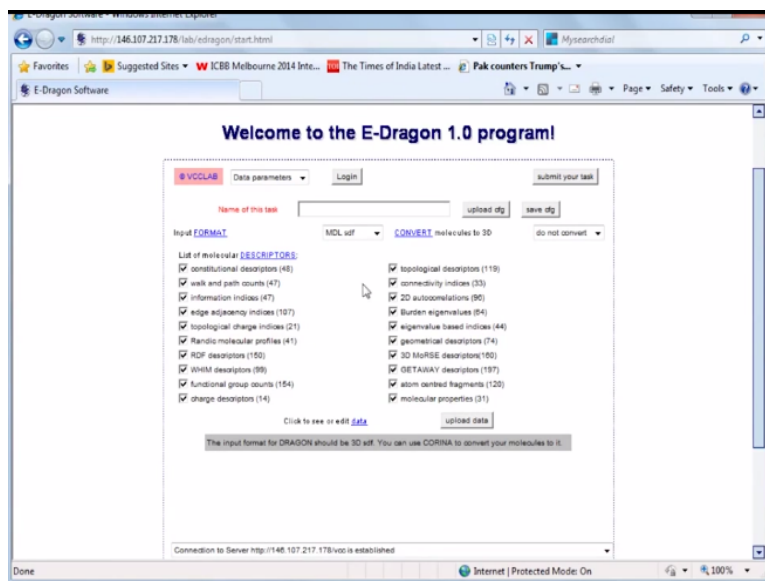 E-Dragon Software - Windows Internet Explorer
http://146.107.217.178/lab/edragon/start.html Mysearchdial
Favorites Suggested Sites W ICBB Melbourne 2014 Inte... TOI The Times of India Latest ... Pak counters Trump's...
E-Dragon Software Page Safety Tools
Welcome to the E-Dragon 1.0 program!
© VCCLAB Data parameters Login submit your task
Name of this task upload cfg save cfg
Input FORMAT MDL sdf CONVERT molecules to 3D do not convert
List of molecular DESCRIPTORS:
constitutional descriptors (48) topological descriptors (119)
walk and path counts (47) connectivity indices (33)
information indices (47) 2D autocorrelations (96)
edge adjacency indices (107) Burden eigenvalues (64)
topological charge indices (21) eigenvalue based indices (44)
Randic molecular profiles (41) geometrical descriptors (74)
RDF descriptors (150) 3D MoRSE descriptors(160)
WHIM descriptors (99) GETAWAY descriptors (197)
functional group counts (154) atom centred fragments (120)
charge descriptors (14) molecular properties (31)
Click to see or edit data upload data
The input format for DRAGON should be 3D sdf. You can use CORINA to convert your molecules to it.
Connection to Server http://146.107.217.178/vcc is established
Done Internet | Protected Mode: On 100%